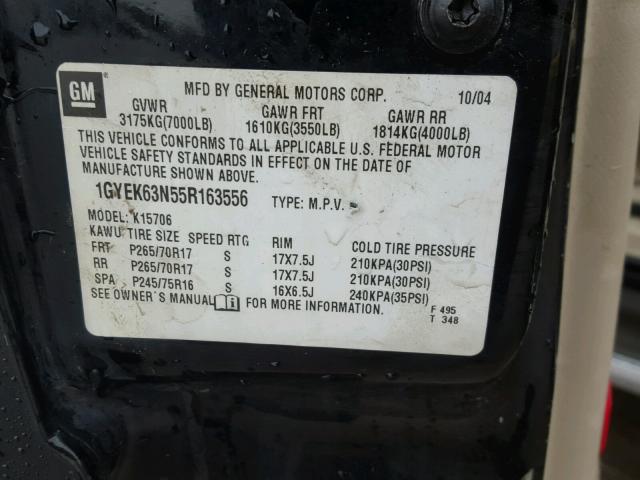 GM ®
MFD BY GENERAL MOTORS CORP. 10/04
GVWR GAWR FRT GAWR RR
3175KG(7000LB) 1610KG(3550LB) 1814KG(4000LB)
THIS VEHICLE CONFORMS TO ALL APPLICABLE U.S. FEDERAL MOTOR
VEHICLE SAFETY STANDARDS IN EFFECT ON THE DATE OF
MANUFACTURE SHOWN ABOVE.
1GYEK63N55R163556 TYPE: M.P.V.
MODEL: K15706
KAWU TIRE SIZE SPEED RTG RIM COLD TIRE PRESSURE
FRT P265/70R17 S 17X7.5J 210KPA(30PSI)
RR P265/70R17 S 17X7.5J 210KPA(30PSI)
SPA P245/75R16 S 16X6.5J 240KPA(35PSI)
SEE OWNER'S MANUAL FOR MORE INFORMATION. F 495
T 348